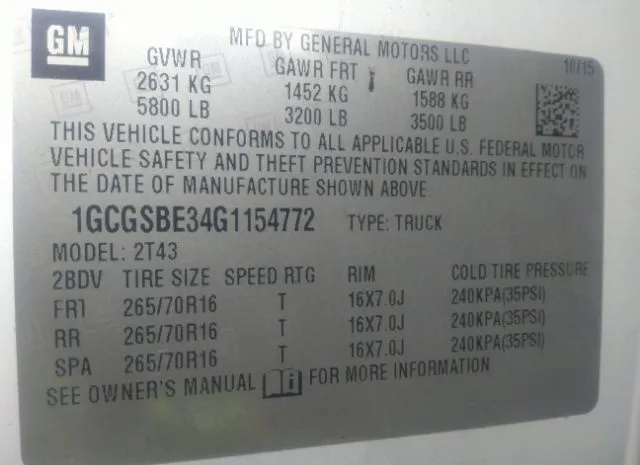 GM
MFD BY GENERAL MOTORS LLC
10/15
GVWR GAWR FRT GAWR RR
2631 KG 1452 KG 1588 KG
5800 LB 3200 LB 3500 LB
THIS VEHICLE CONFORMS TO ALL APPLICABLE U.S. FEDERAL MOTOR
VEHICLE SAFETY AND THEFT PREVENTION STANDARDS IN EFFECT ON
THE DATE OF MANUFACTURE SHOWN ABOVE.
1GCGSBE34G1154772 TYPE: TRUCK
MODEL: 2T43
2BDV TIRE SIZE SPEED RTG RIM COLD TIRE PRESSURE
FRT 265/70R16 T 16X7.0J 240KPA(35PSI)
RR 265/70R16 T 16X7.0J 240KPA(35PSI)
SPA 265/70R16 T 16X7.0J 240KPA(35PSI)
SEE OWNER'S MANUAL i FOR MORE INFORMATION